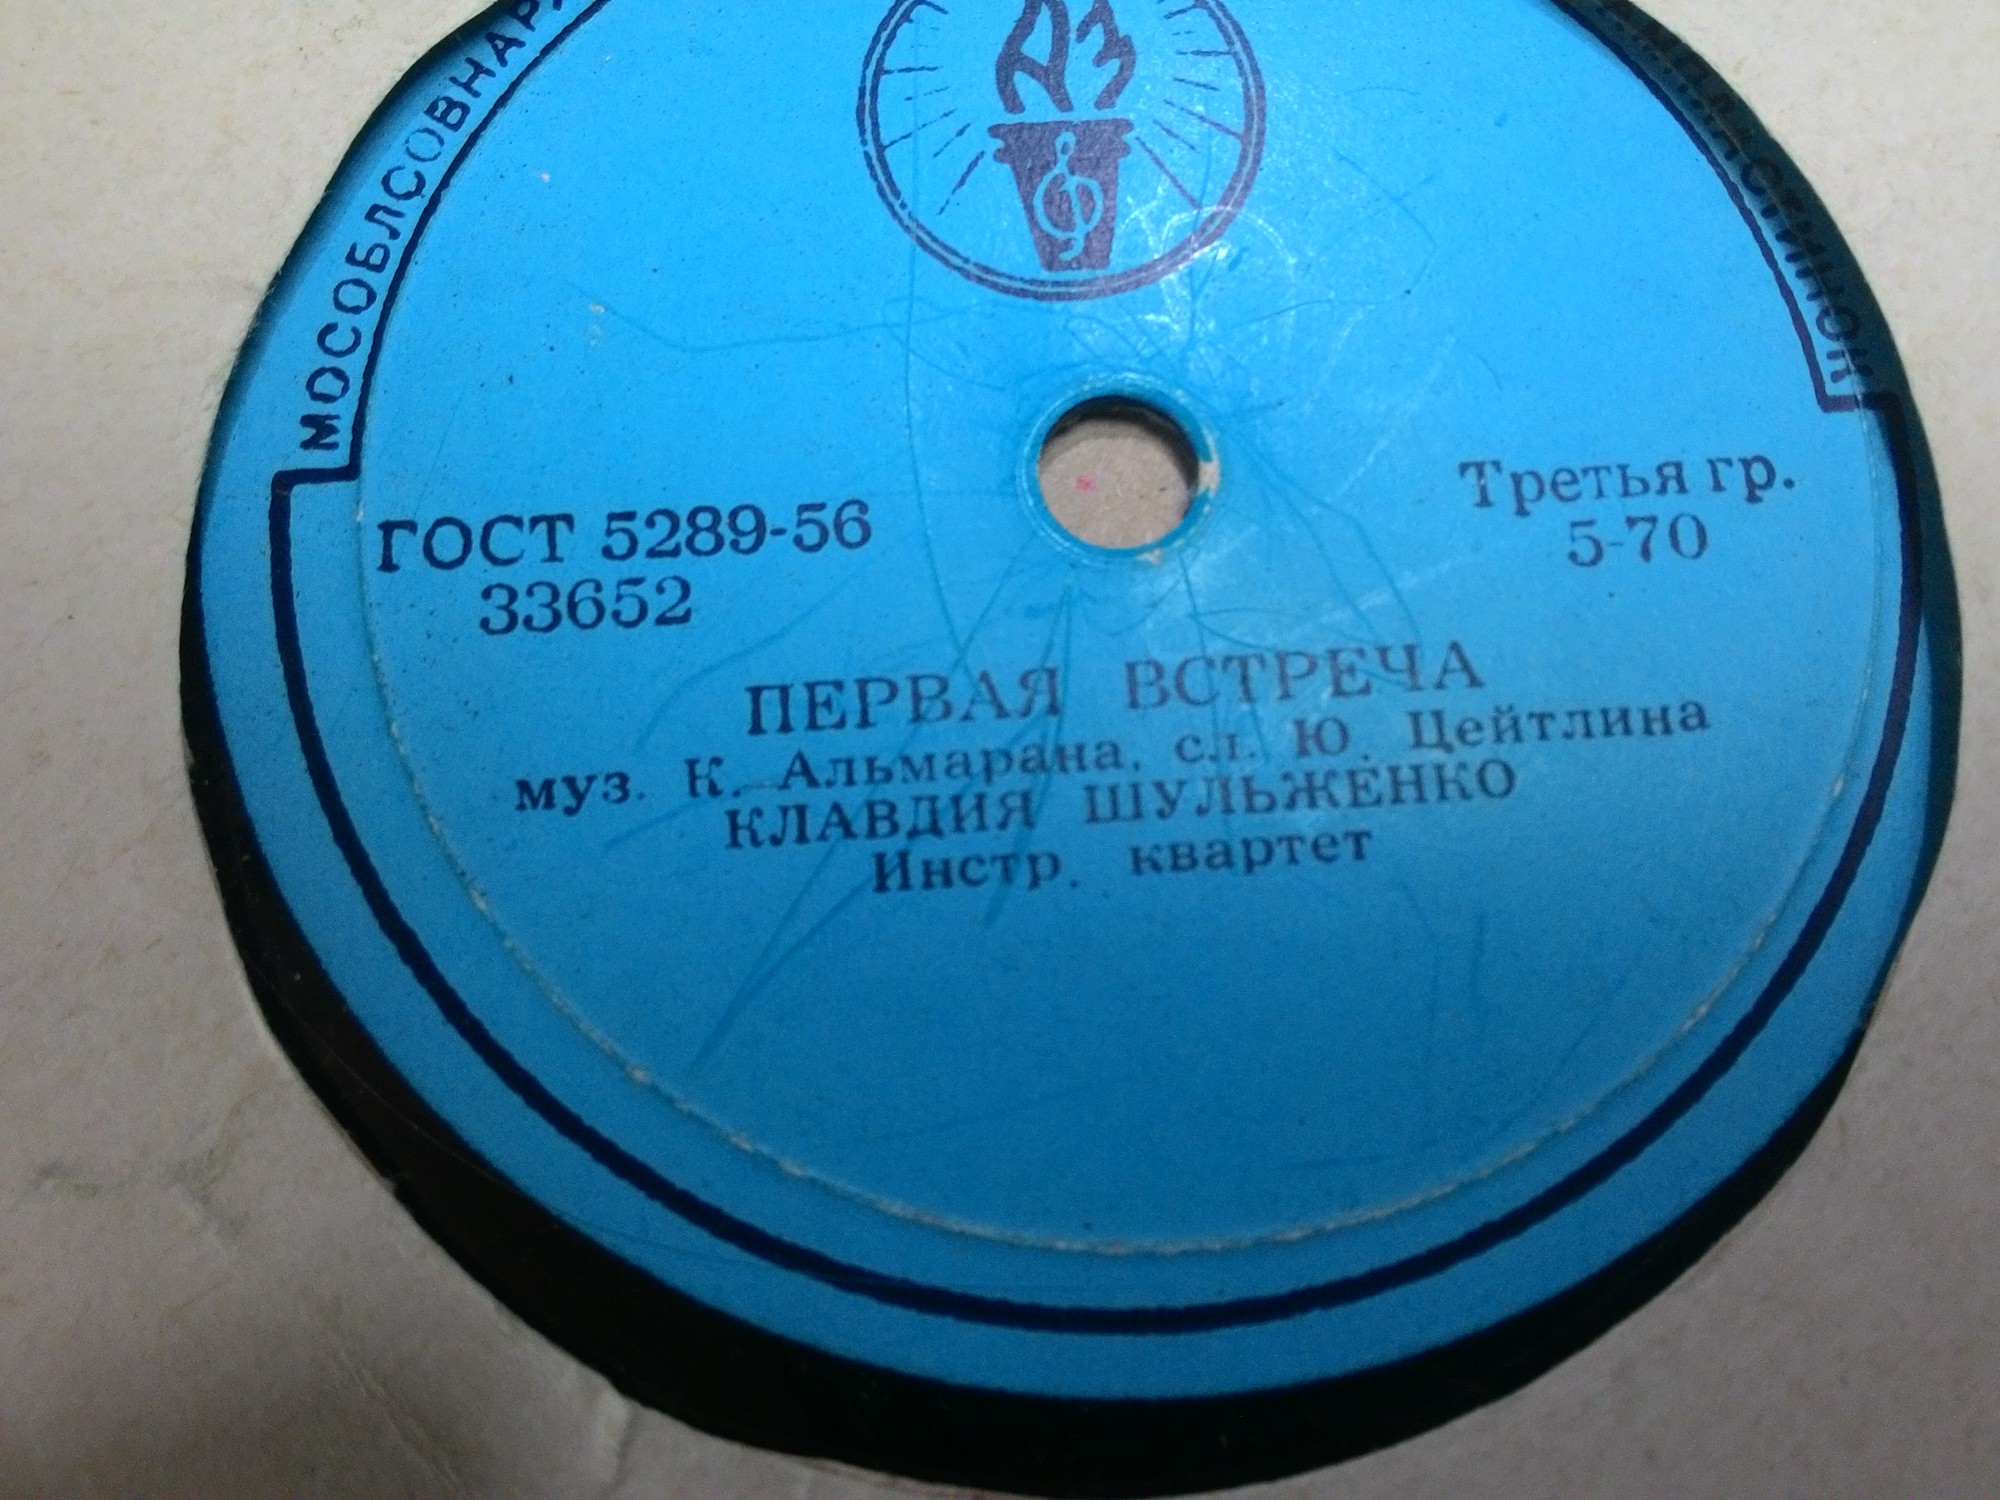 МОСОБЛСОВНАР
АЗ
ПЛАСТИНОК
ГОСТ 5289-56
33652
Третья гр.
5-70
ПЕРВАЯ ВСТРЕЧА
муз. К. Альмарана, сл. Ю. Цейтлина
КЛАВДИЯ ШУЛЬЖЕНКО
Инстр. квартет